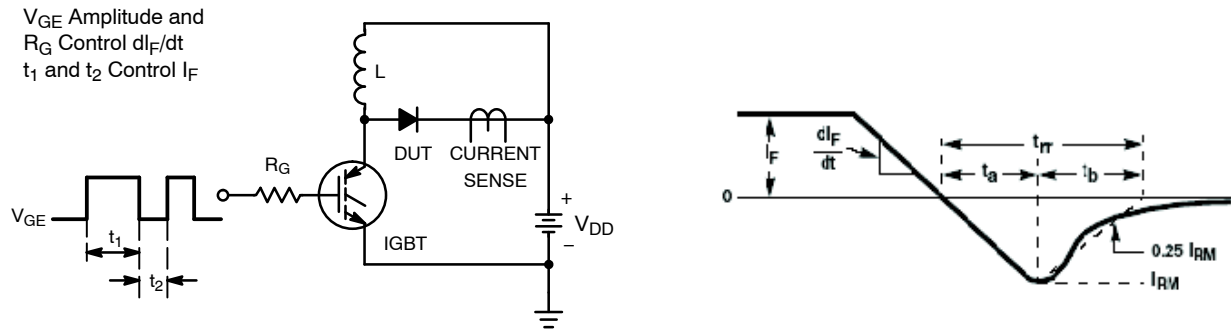 V_GE Amplitude and
R_G Control dI_F/dt
t_1 and t_2 Control I_F
L
DUT
CURRENT
SENSE
R_G
V_GE
t_1
t_2
IGBT
+
V_DD
−
I_F
dI_F
dt
t_rr
t_a
t_b
0
0.25 I_RM
I_RM